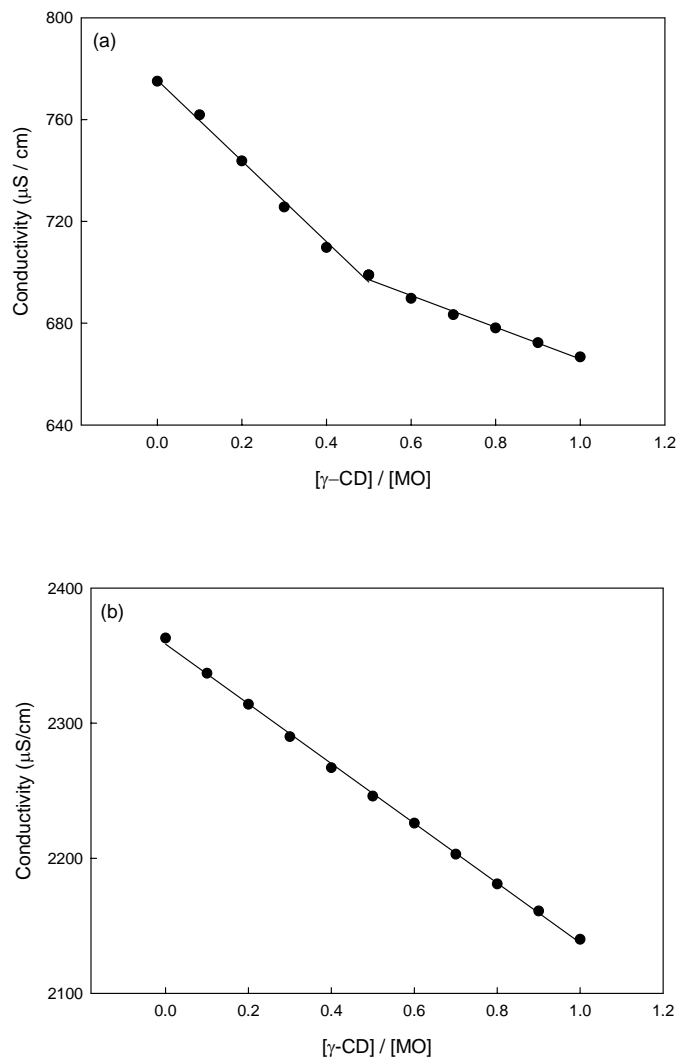 (a)
800
760
720
680
640
Conductivity (μS / cm)
0.0 0.2 0.4 0.6 0.8 1.0 1.2
[γ−CD] / [MO]
(b)
2400
2300
2200
2100
Conductivity (μS/cm)
0.0 0.2 0.4 0.6 0.8 1.0 1.2
[γ-CD] / [MO]